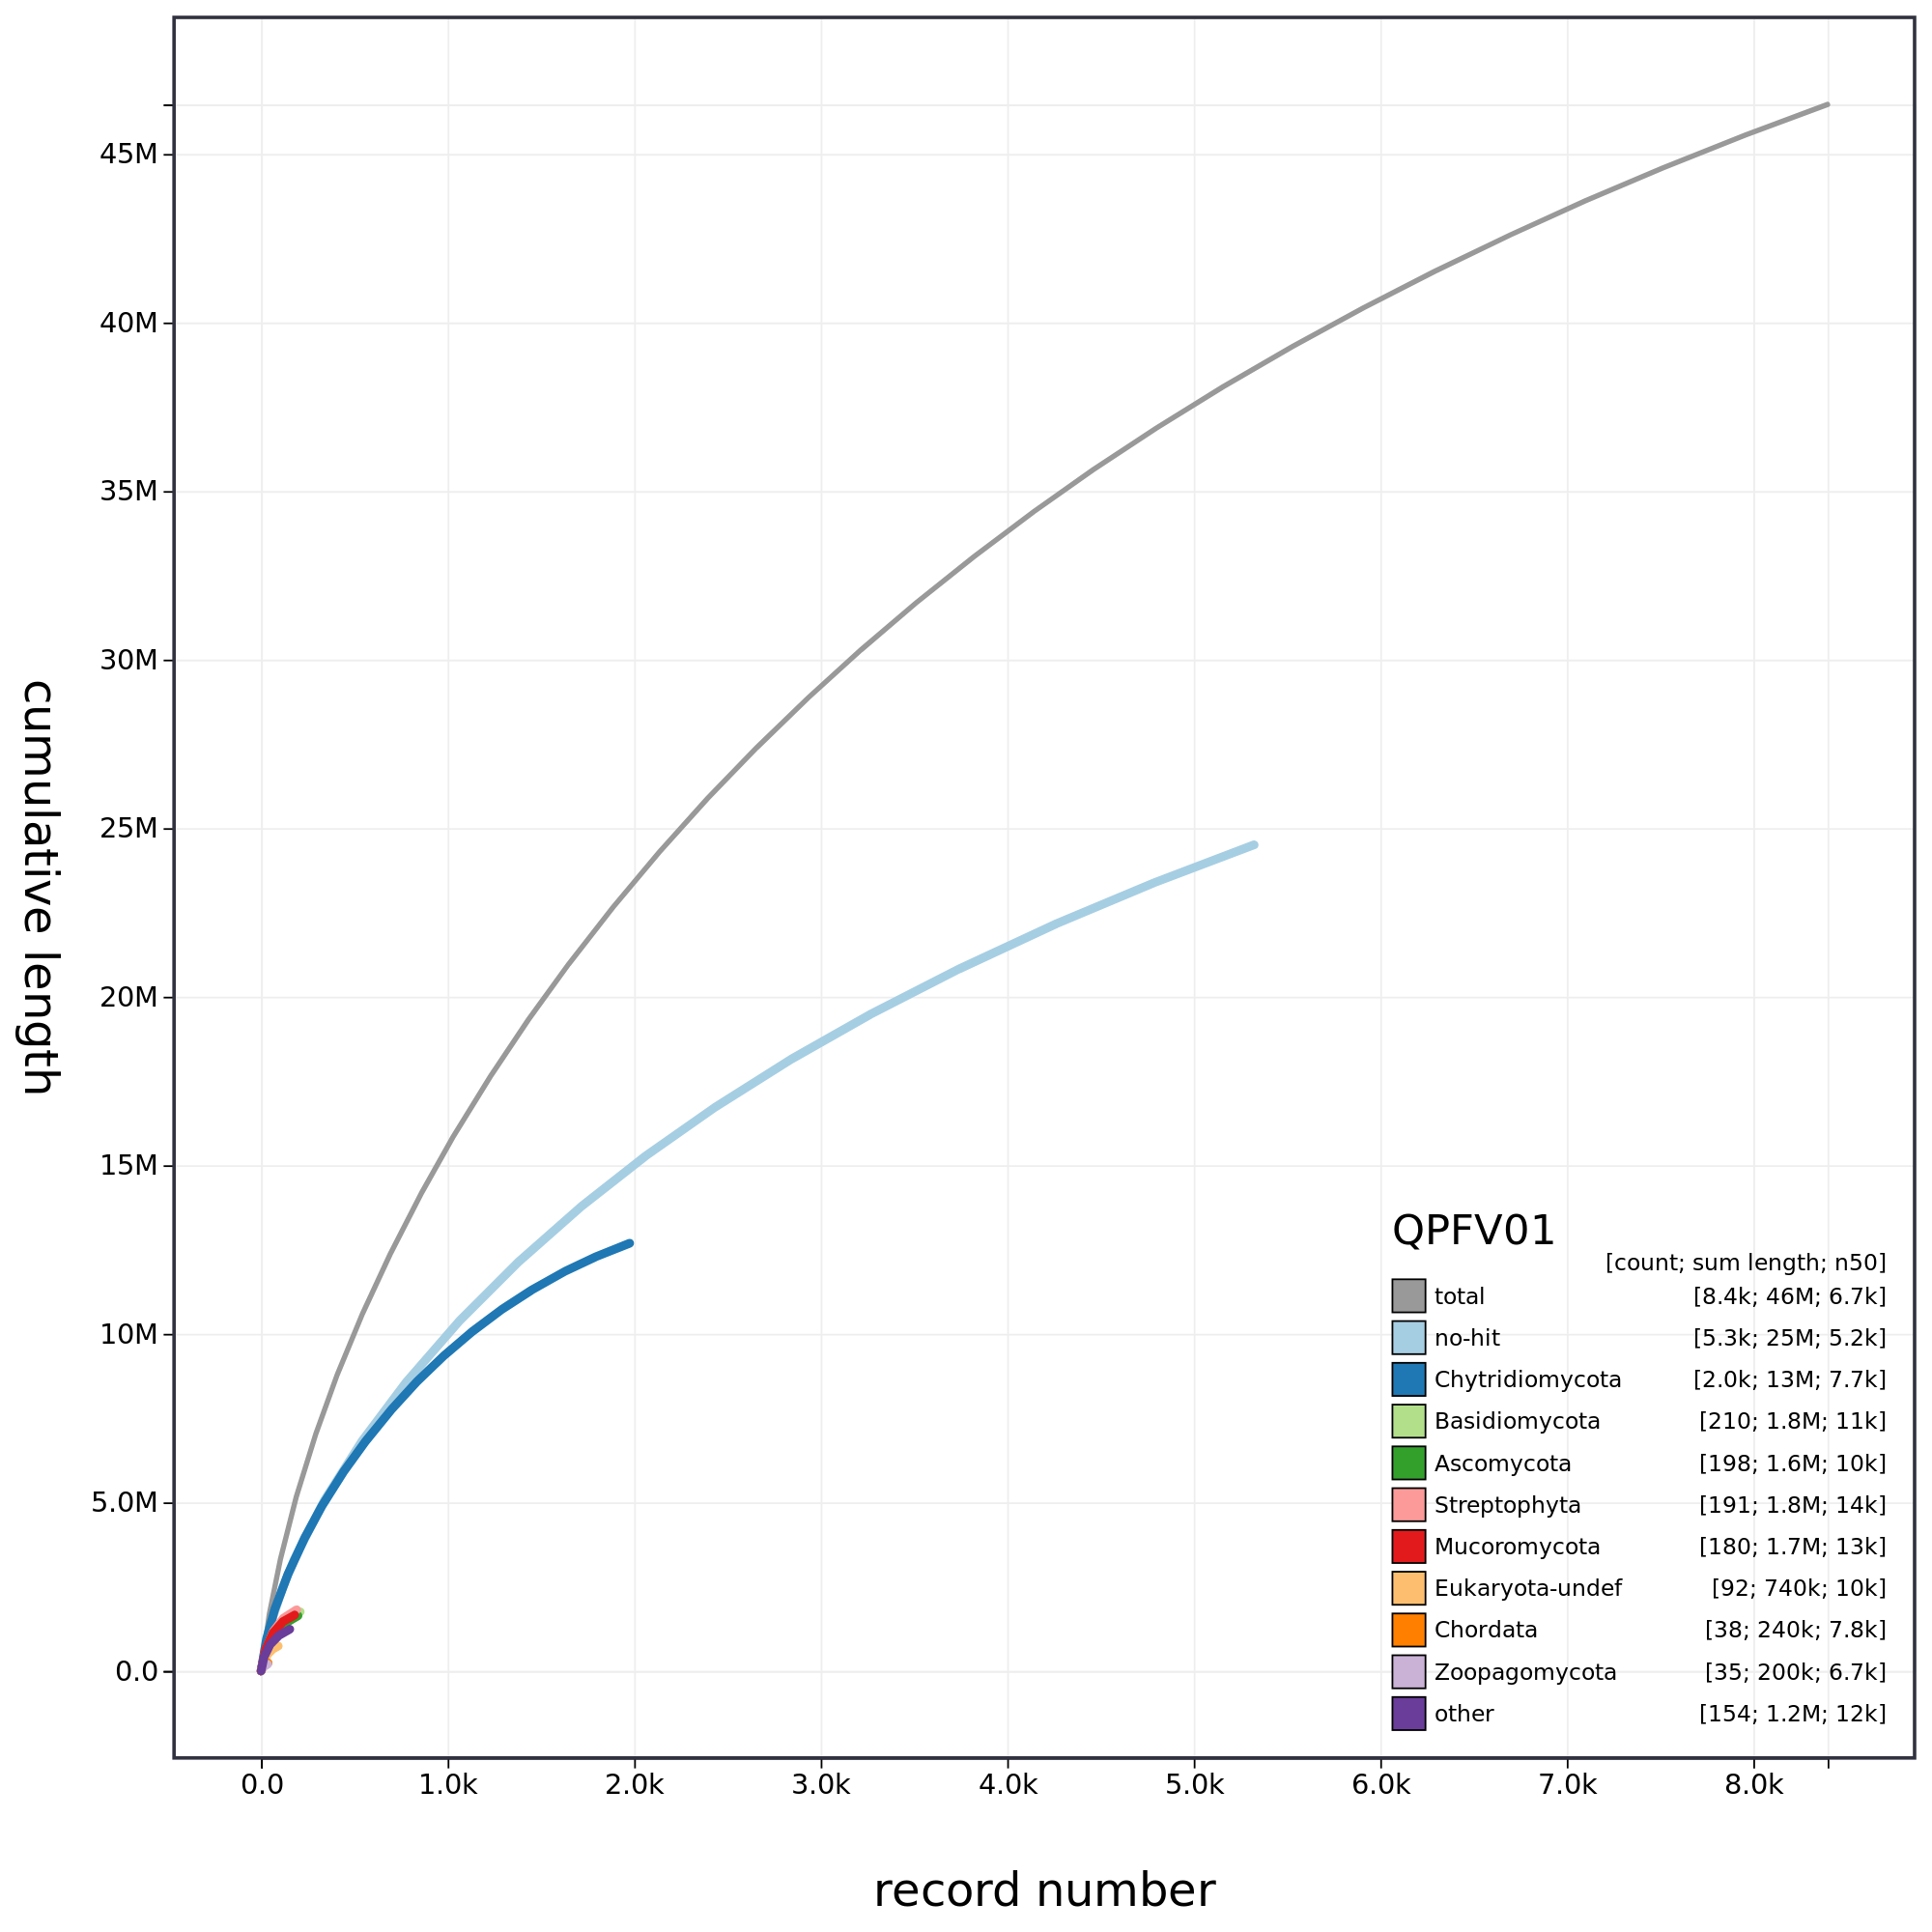 45M
40M
35M
30M
25M
20M
15M
10M
5.0M
0.0
cumulative length
QPFV01
[count; sum length; n50]
total [8.4k; 46M; 6.7k]
no-hit [5.3k; 25M; 5.2k]
Chytridiomycota [2.0k; 13M; 7.7k]
Basidiomycota [210; 1.8M; 11k]
Ascomycota [198; 1.6M; 10k]
Streptophyta [191; 1.8M; 14k]
Mucoromycota [180; 1.7M; 13k]
Eukaryota-undef [92; 740k; 10k]
Chordata [38; 240k; 7.8k]
Zoopagomycota [35; 200k; 6.7k]
other [154; 1.2M; 12k]
0.0 1.0k 2.0k 3.0k 4.0k 5.0k 6.0k 7.0k 8.0k
record number